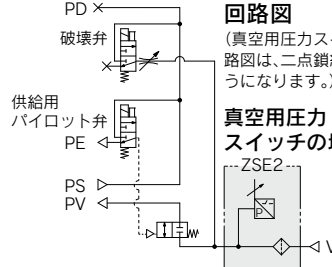 PD
破壊弁
供給用
パイロット弁
PE
PS
PV
回路図
(真空用圧力ス
路図は、二点鎖
うになります。)
真空用圧力
スイッチの
ZSE2
P
V